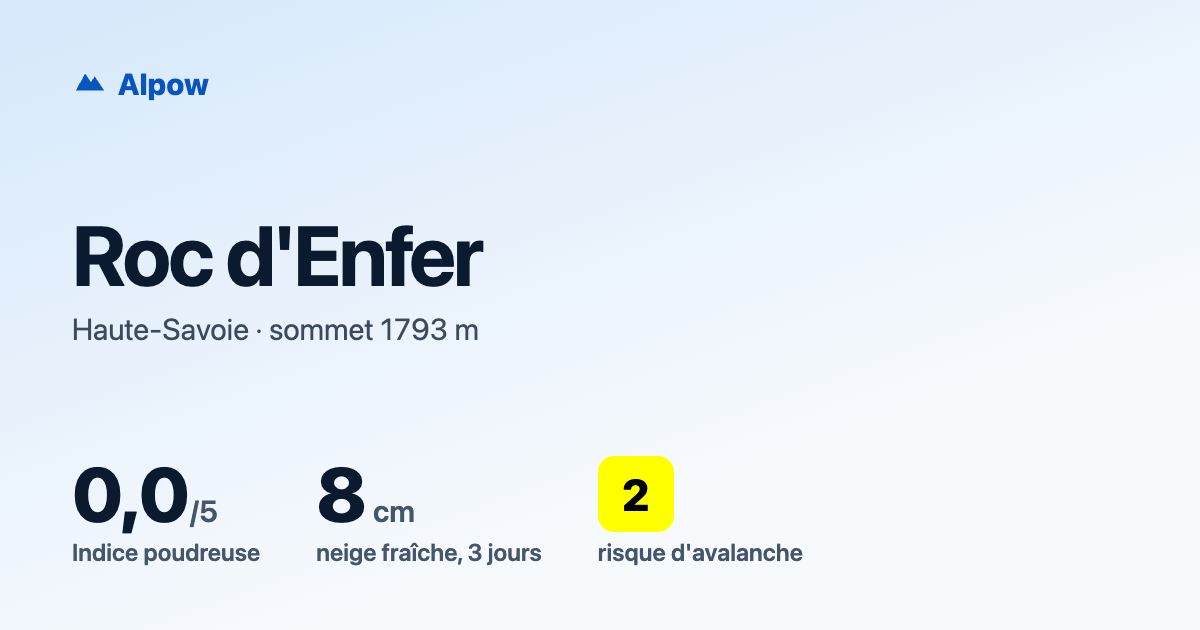 Alpow
Roc d'Enfer
Haute-Savoie · sommet 1793 m
0,0/5 8 cm 2
Indice poudreuse neige fraîche, 3 jours risque d'avalanche